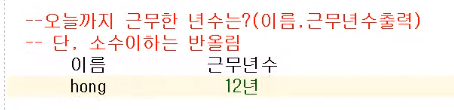 --오늘까지 근무한 년수는?(이름,근무년수출력)
-- 단, 소수이하는 반올림
이름 근무년수
hong 12년